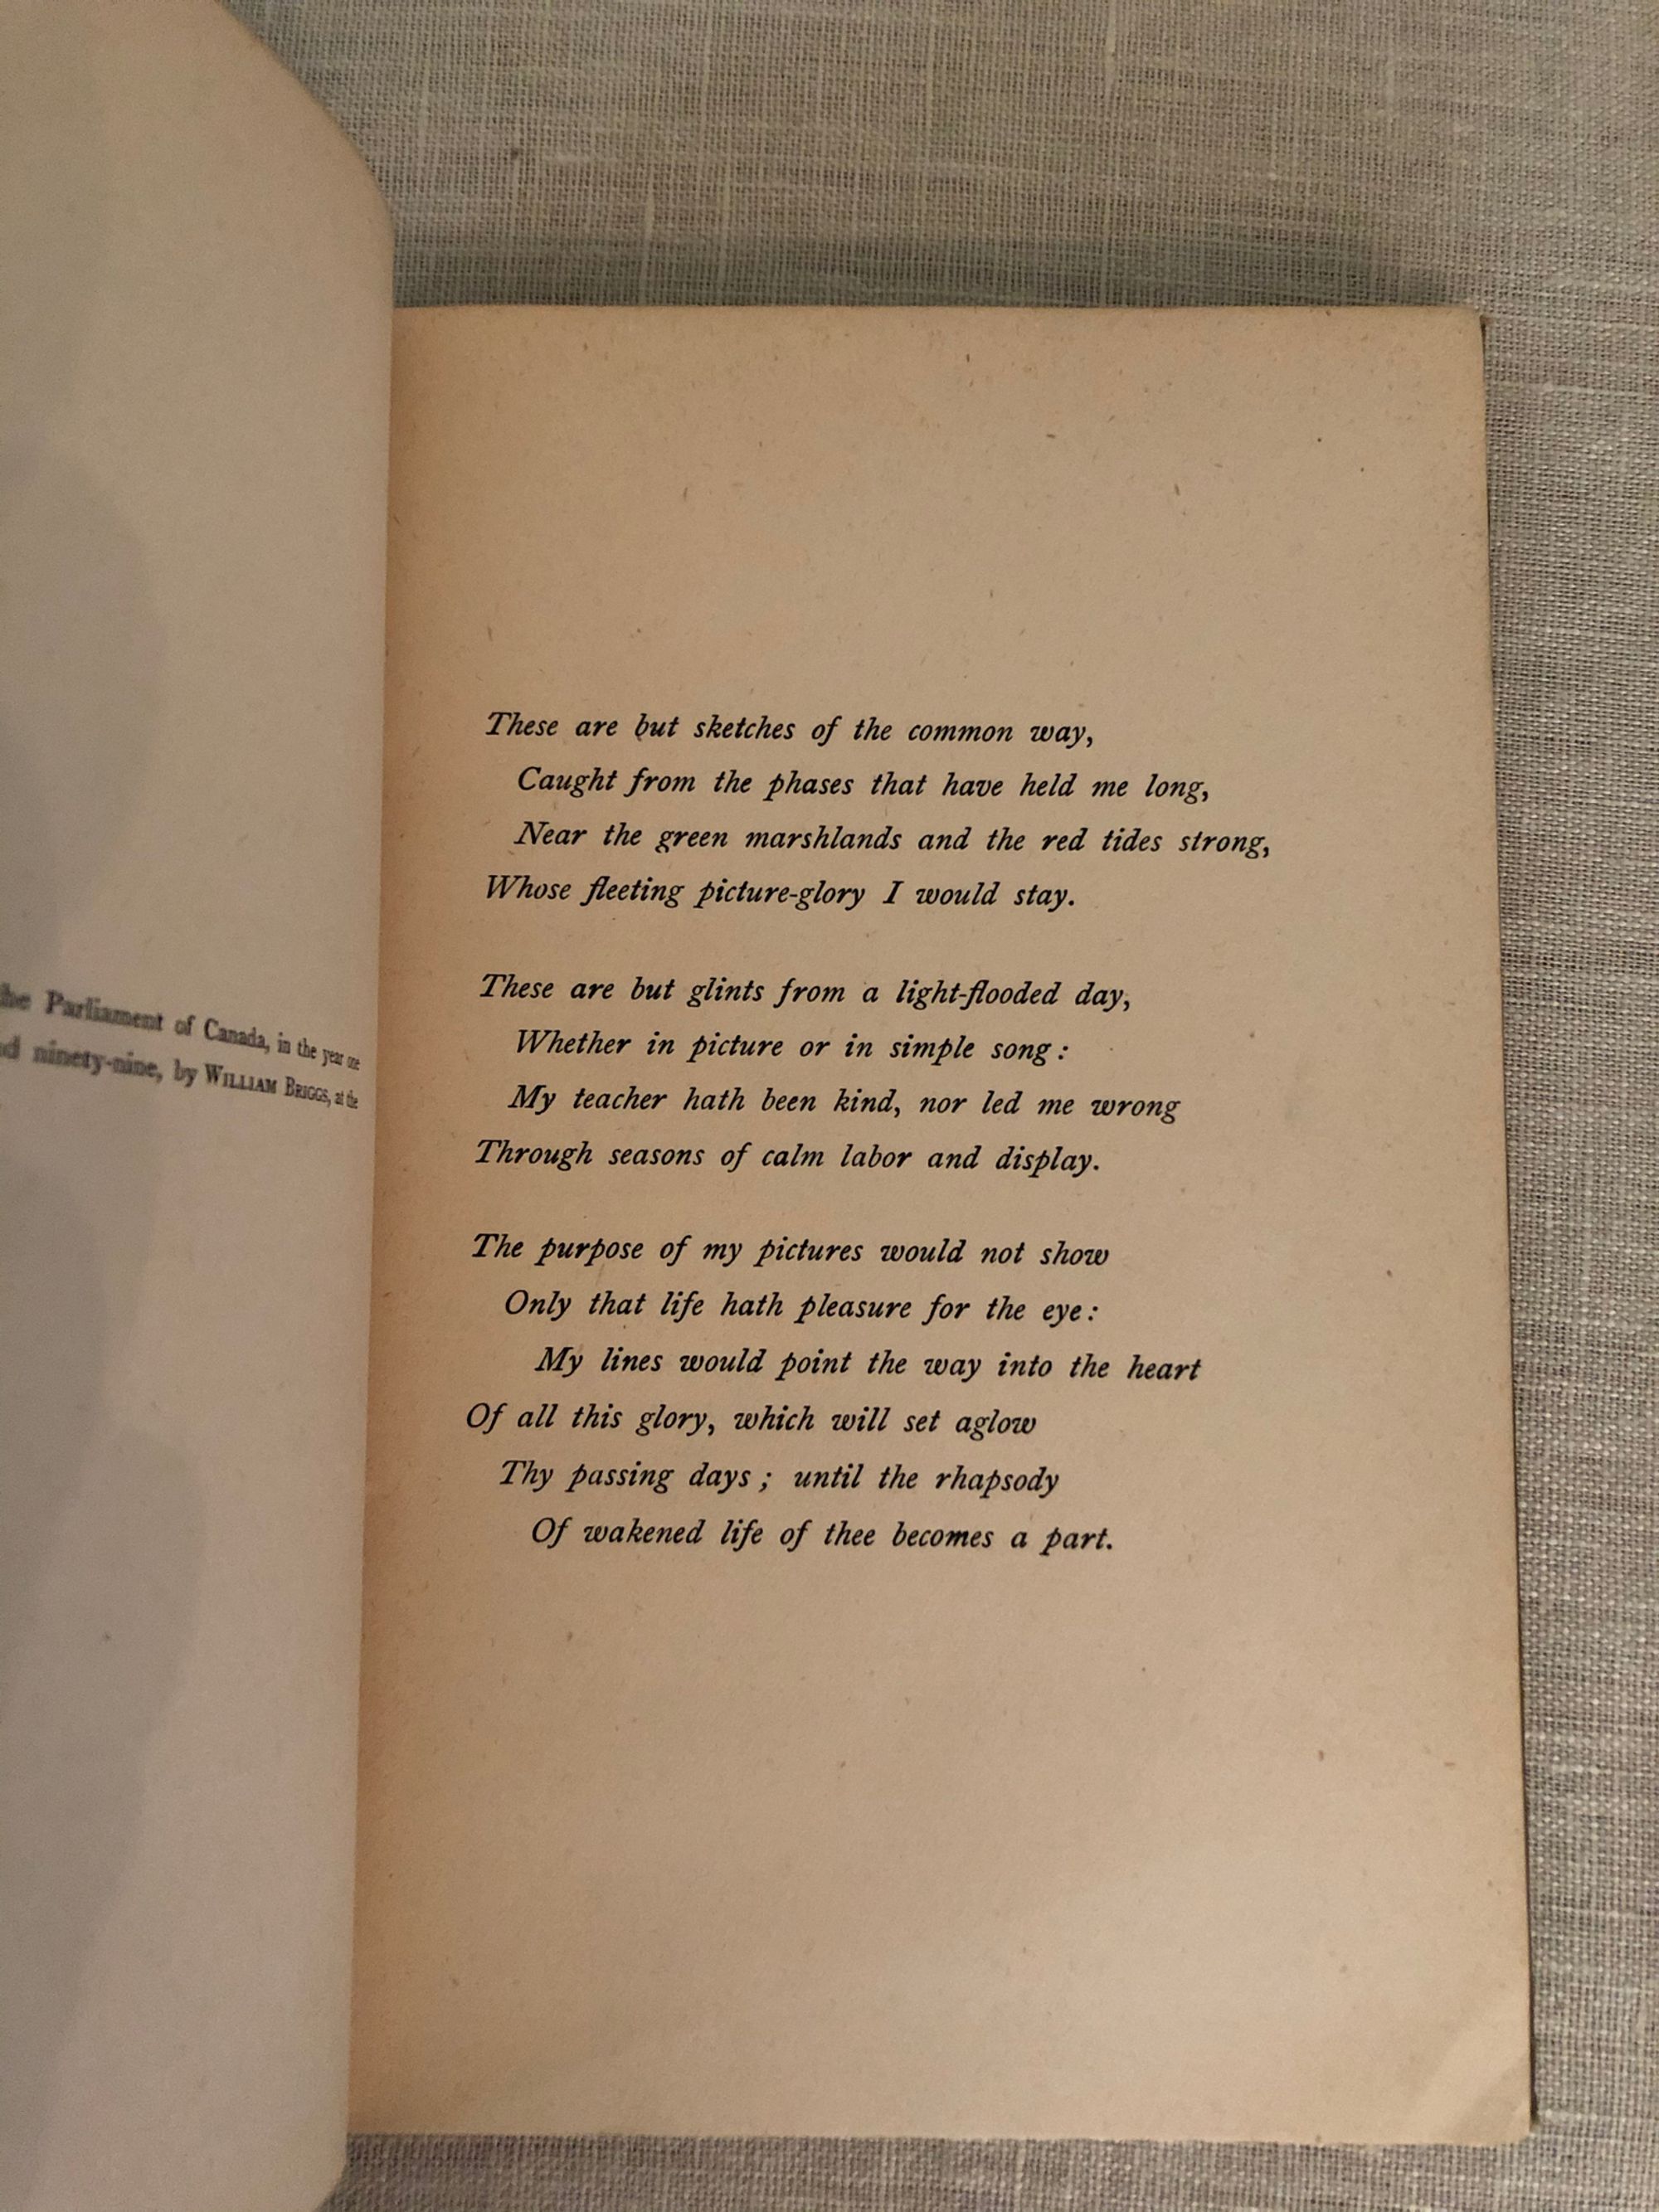 the Parliament of Canada, in the year one
nd ninety-nine, by WILLIAM BRIGGS, at the
These are but sketches of the common way,
Caught from the phases that have held me long,
Near the green marshlands and the red tides strong,
Whose fleeting picture-glory I would stay.
These are but glints from a light-flooded day,
Whether in picture or in simple song :
My teacher hath been kind, nor led me wrong
Through seasons of calm labor and display.
The purpose of my pictures would not show
Only that life hath pleasure for the eye :
My lines would point the way into the heart
Of all this glory, which will set aglow
Thy passing days ; until the rhapsody
Of wakened life of thee becomes a part.